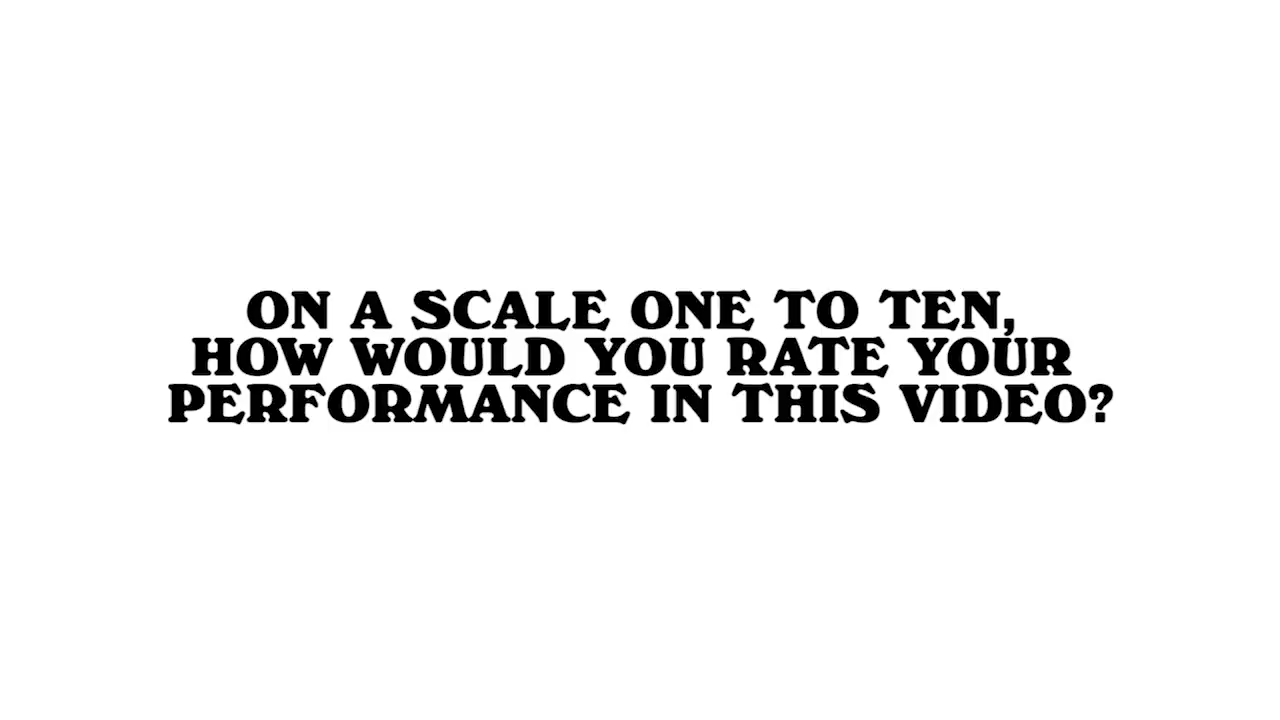 ON A SCALE ONE TO TEN,
HOW WOULD YOU RATE YOUR
PERFORMANCE IN THIS VIDEO?